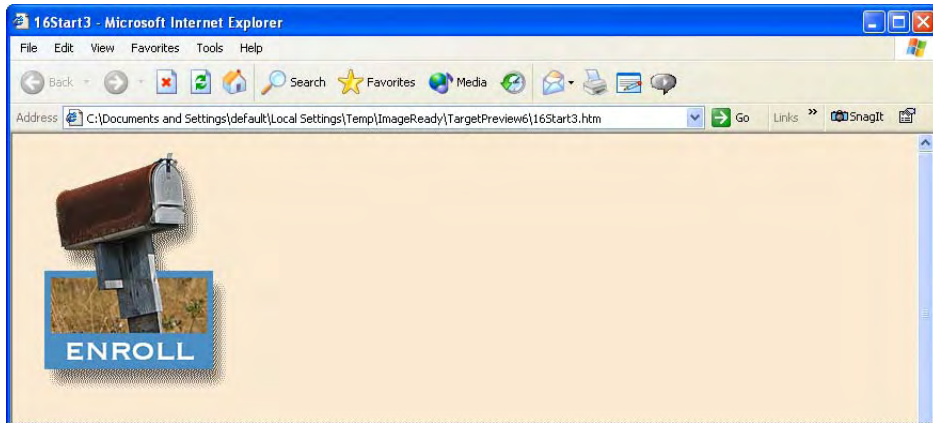 16Start3 - Microsoft Internet Explorer
File Edit View Favorites Tools Help
Back Search Favorites Media
Address C:\Documents and Settings\default\Local Settings\Temp\ImageReady\TargetPreview6\16Start3.htm Go Links » SnagIt
ENROLL